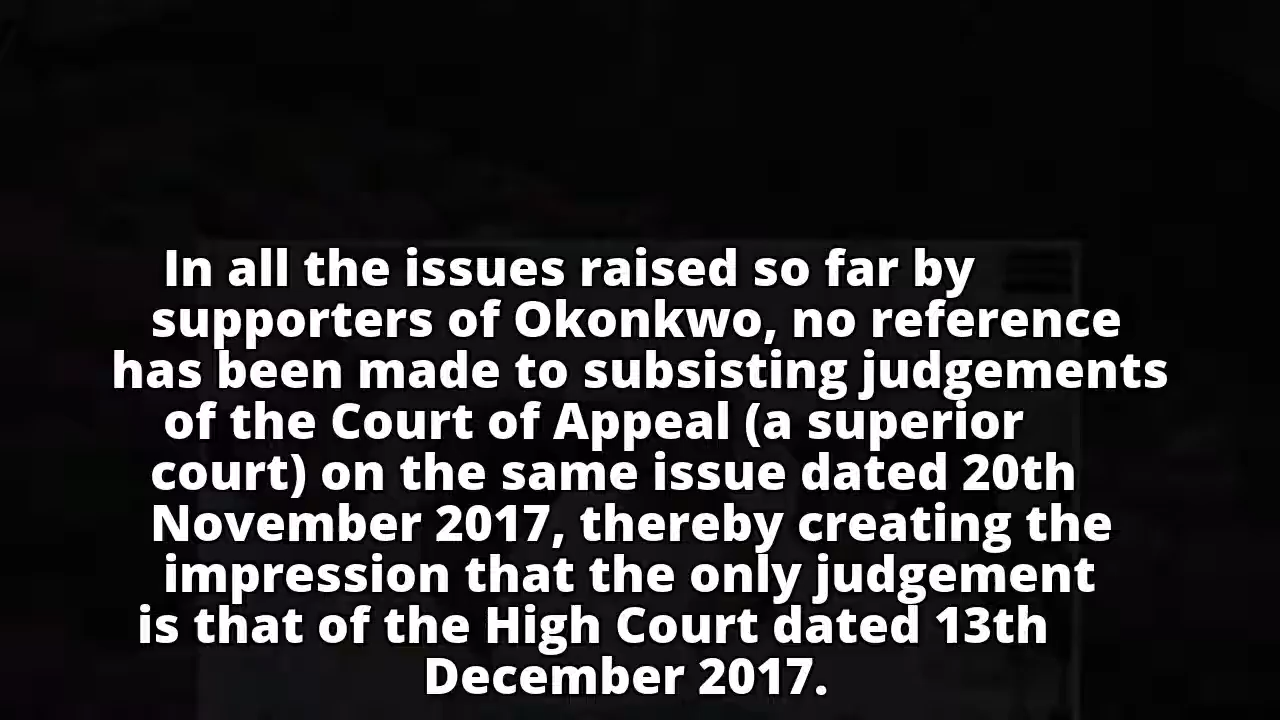 In all the issues raised so far by
supporters of Okonkwo, no reference
has been made to subsisting judgements
of the Court of Appeal (a superior
court) on the same issue dated 20th
November 2017, thereby creating the
impression that the only judgement
is that of the High Court dated 13th
December 2017.